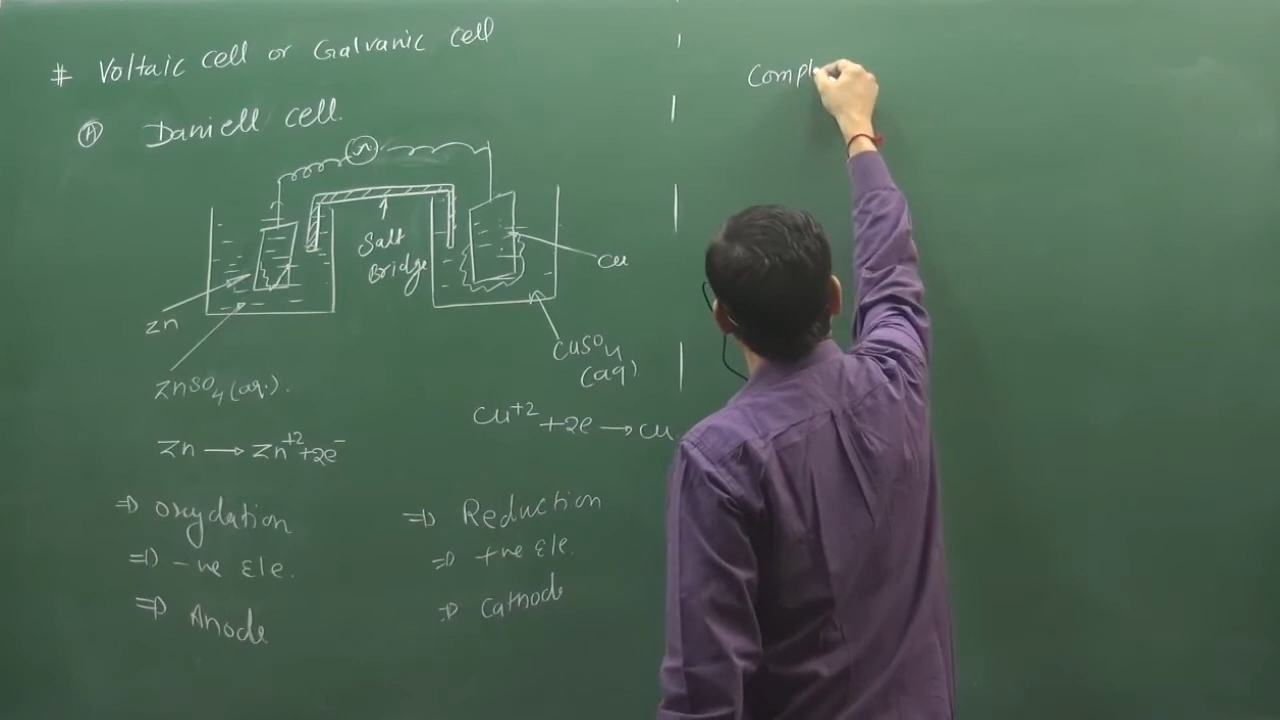 # Voltaic cell or Galvanic cell
Ⓐ Daniell cell.
Salt
Bridge
Cu
Zn
CuSO4
(aq)
ZnSO4(aq.).
Cu+2 +2e → Cu
Zn → Zn+2 +2e-
⇒ Oxydation
⇒ Reduction
⇒ -ve Ele.
⇒ +ve Ele.
⇒ Anode
⇒ Cathode
Compl